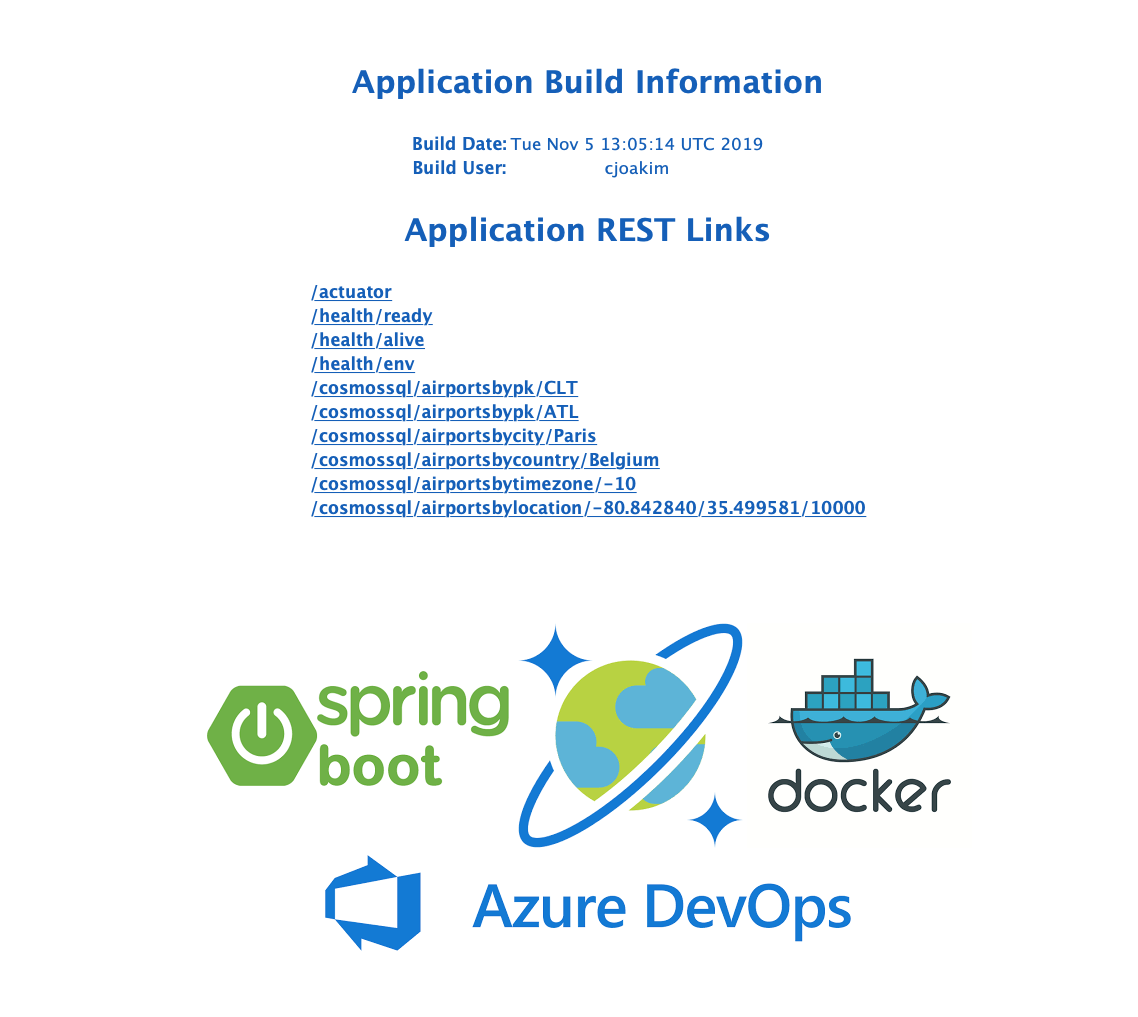 Application Build Information
Build Date: Tue Nov 5 13:05:14 UTC 2019
Build User: cjoakim
Application REST Links
/actuator
/health/ready
/health/alive
/health/env
/cosmossql/airportsbypk/CLT
/cosmossql/airportsbypk/ATL
/cosmossql/airportsbycity/Paris
/cosmossql/airportsbycountry/Belgium
/cosmossql/airportsbytimezone/-10
/cosmossql/airportsbylocation/-80.842840/35.499581/10000
spring
boot
docker
Azure DevOps